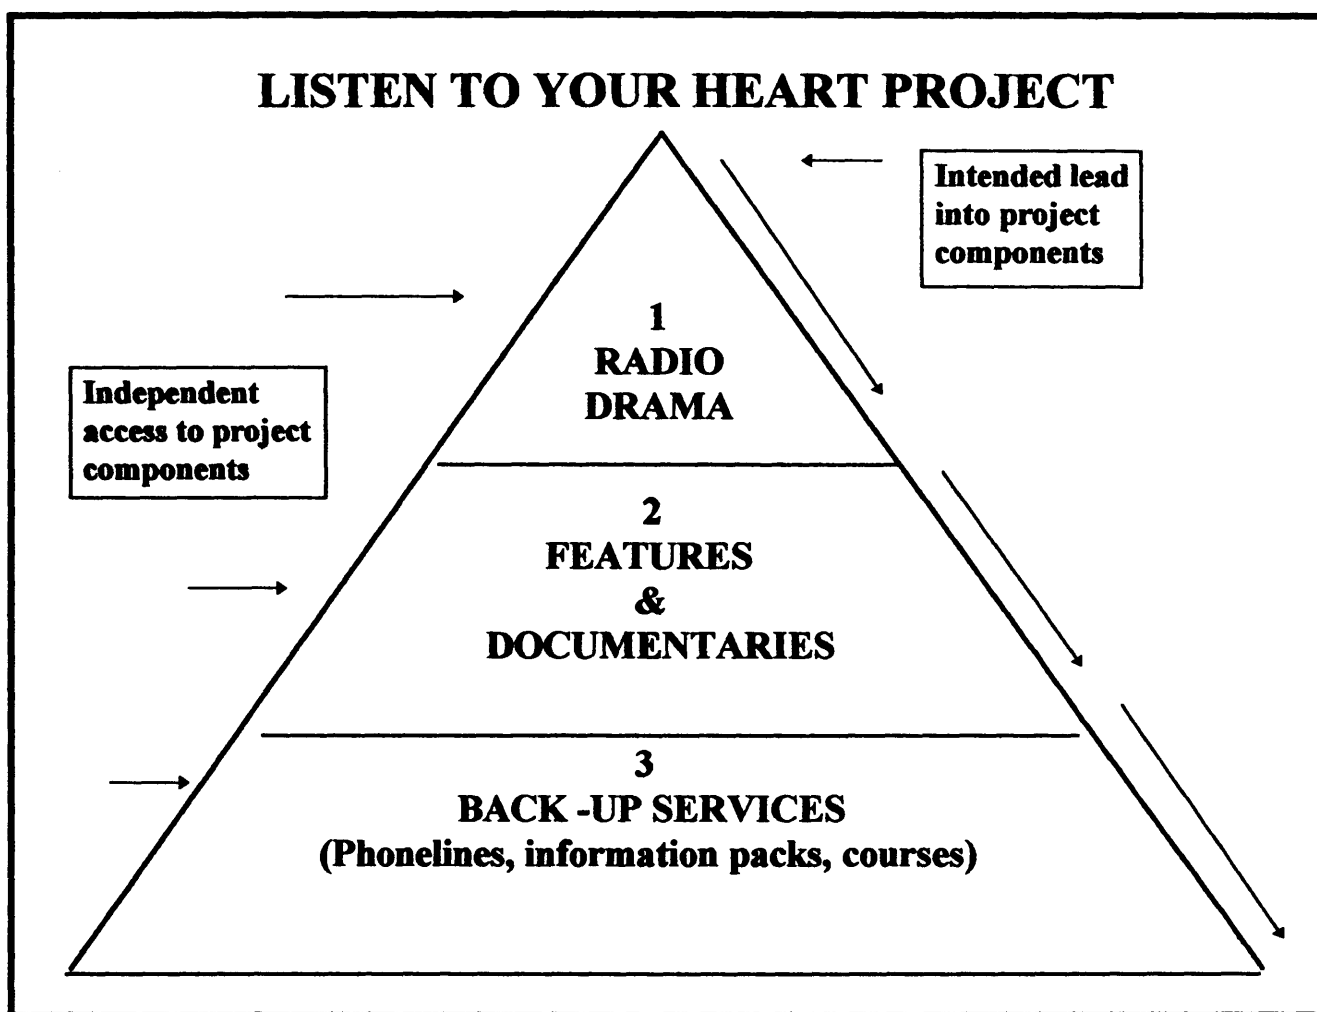 LISTEN TO YOUR HEART PROJECT
Intended lead
into project
components
1
RADIO
DRAMA
Independent
access to project
components
2
FEATURES
&
DOCUMENTARIES
3
BACK -UP SERVICES
(Phonelines, information packs, courses)